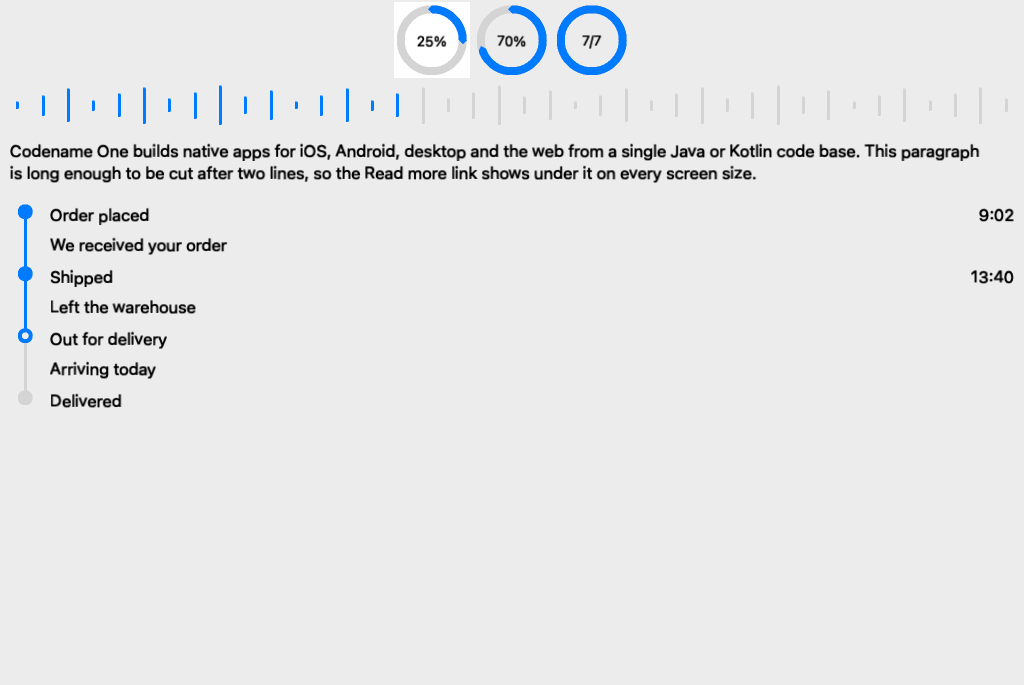 25% 70% 7/7
Codename One builds native apps for iOS, Android, desktop and the web from a single Java or Kotlin code base. This paragraph
is long enough to be cut after two lines, so the Read more link shows under it on every screen size.
Order placed 9:02
We received your order
Shipped 13:40
Left the warehouse
Out for delivery
Arriving today
Delivered